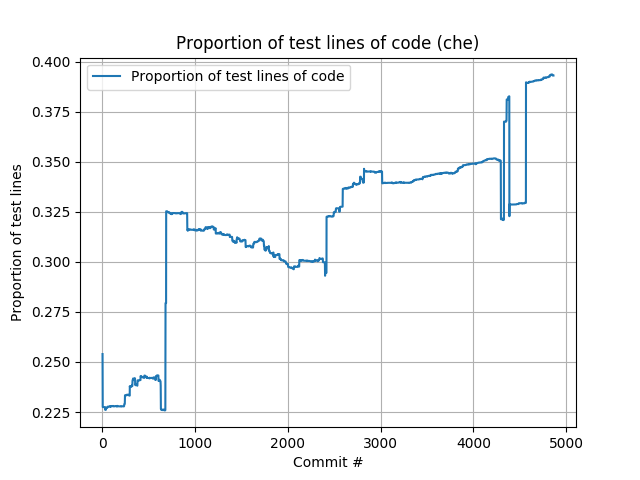 Proportion of test lines of code (che)
Proportion of test lines of code
Proportion of test lines
0.400
0.375
0.350
0.325
0.300
0.275
0.250
0.225
0 1000 2000 3000 4000 5000
Commit #